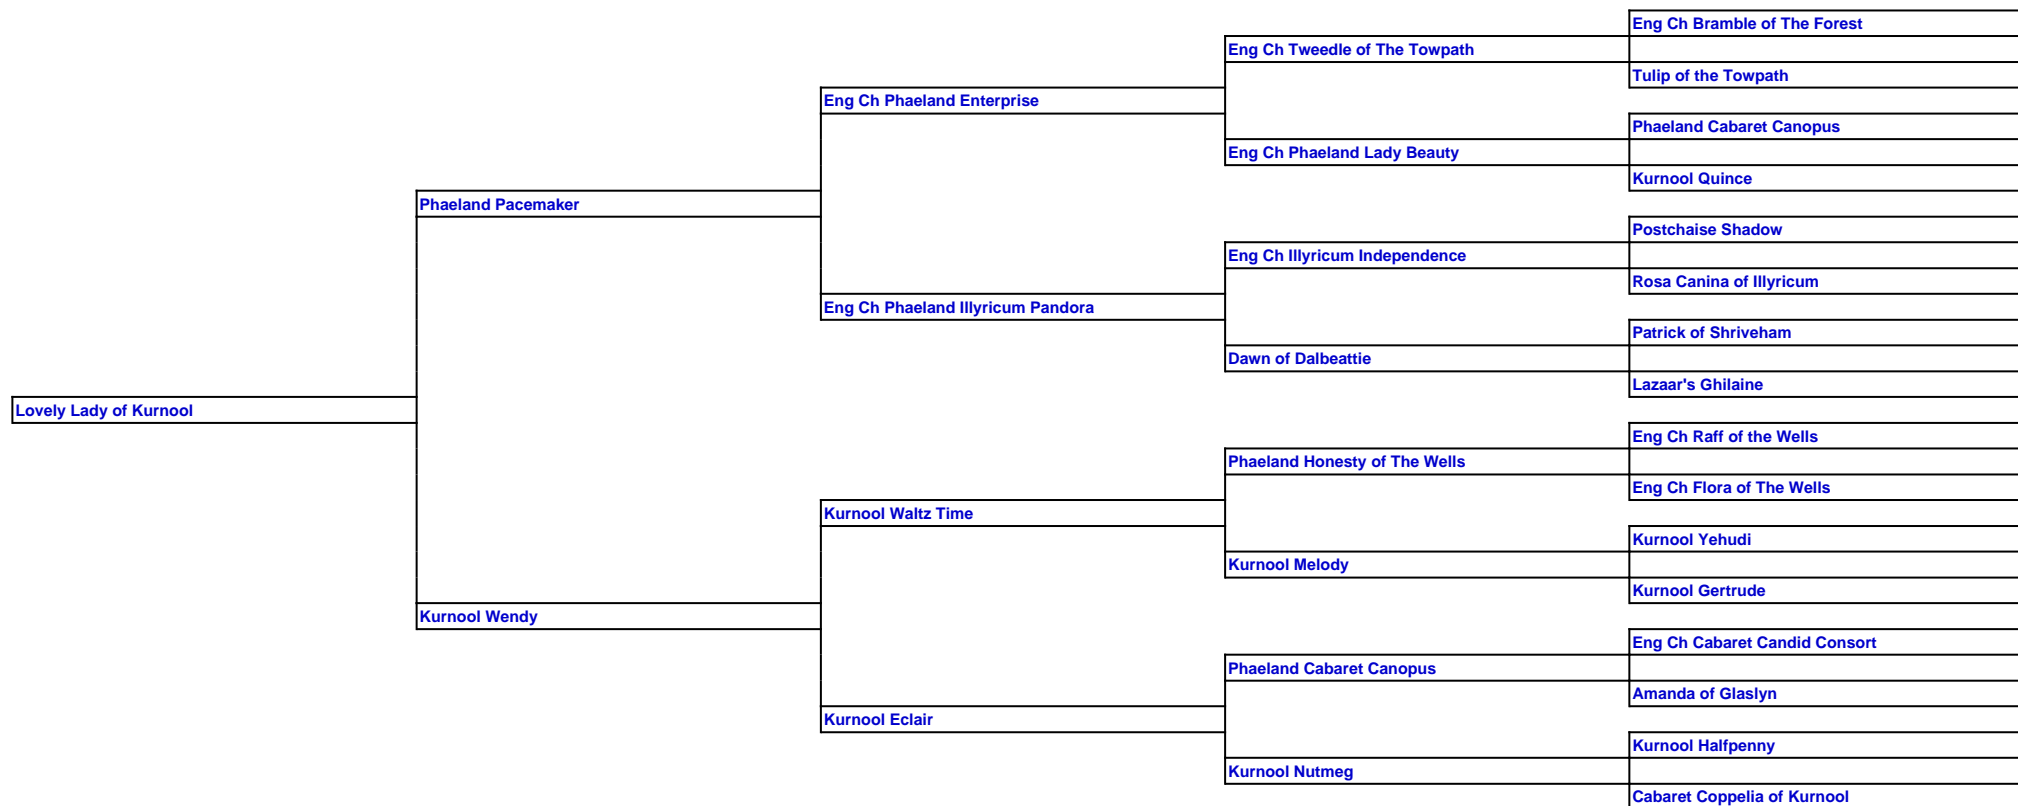 Eng Ch Bramble of The Forest
Eng Ch Tweedle of The Towpath
Tulip of the Towpath
Eng Ch Phaeland Enterprise
Phaeland Cabaret Canopus
Eng Ch Phaeland Lady Beauty
Kurnool Quince
Phaeland Pacemaker
Postchaise Shadow
Eng Ch Illyricum Independence
Rosa Canina of Illyricum
Eng Ch Phaeland Illyricum Pandora
Patrick of Shriveham
Dawn of Dalbeattie
Lazaar's Ghilaine
Lovely Lady of Kurnool
Eng Ch Raff of the Wells
Phaeland Honesty of The Wells
Eng Ch Flora of The Wells
Kurnool Waltz Time
Kurnool Yehudi
Kurnool Melody
Kurnool Gertrude
Kurnool Wendy
Eng Ch Cabaret Candid Consort
Phaeland Cabaret Canopus
Amanda of Glaslyn
Kurnool Eclair
Kurnool Halfpenny
Kurnool Nutmeg
Cabaret Coppelia of Kurnool